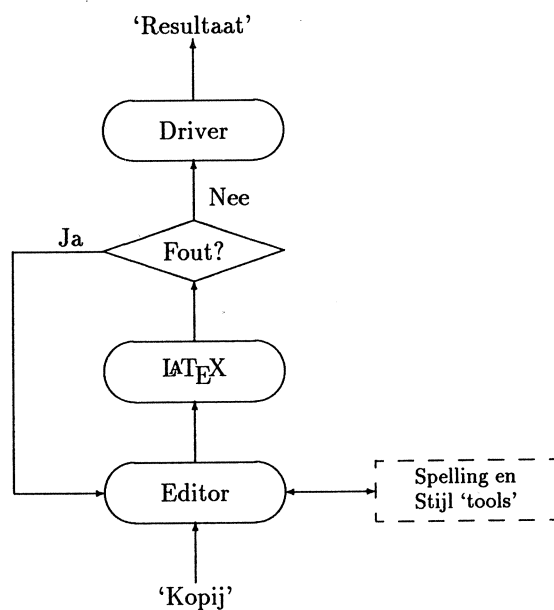 ‘Resultaat’
Driver
Nee
Ja
Fout?
LATEX
Editor
Spelling en
Stijl ‘tools’
‘Kopij’